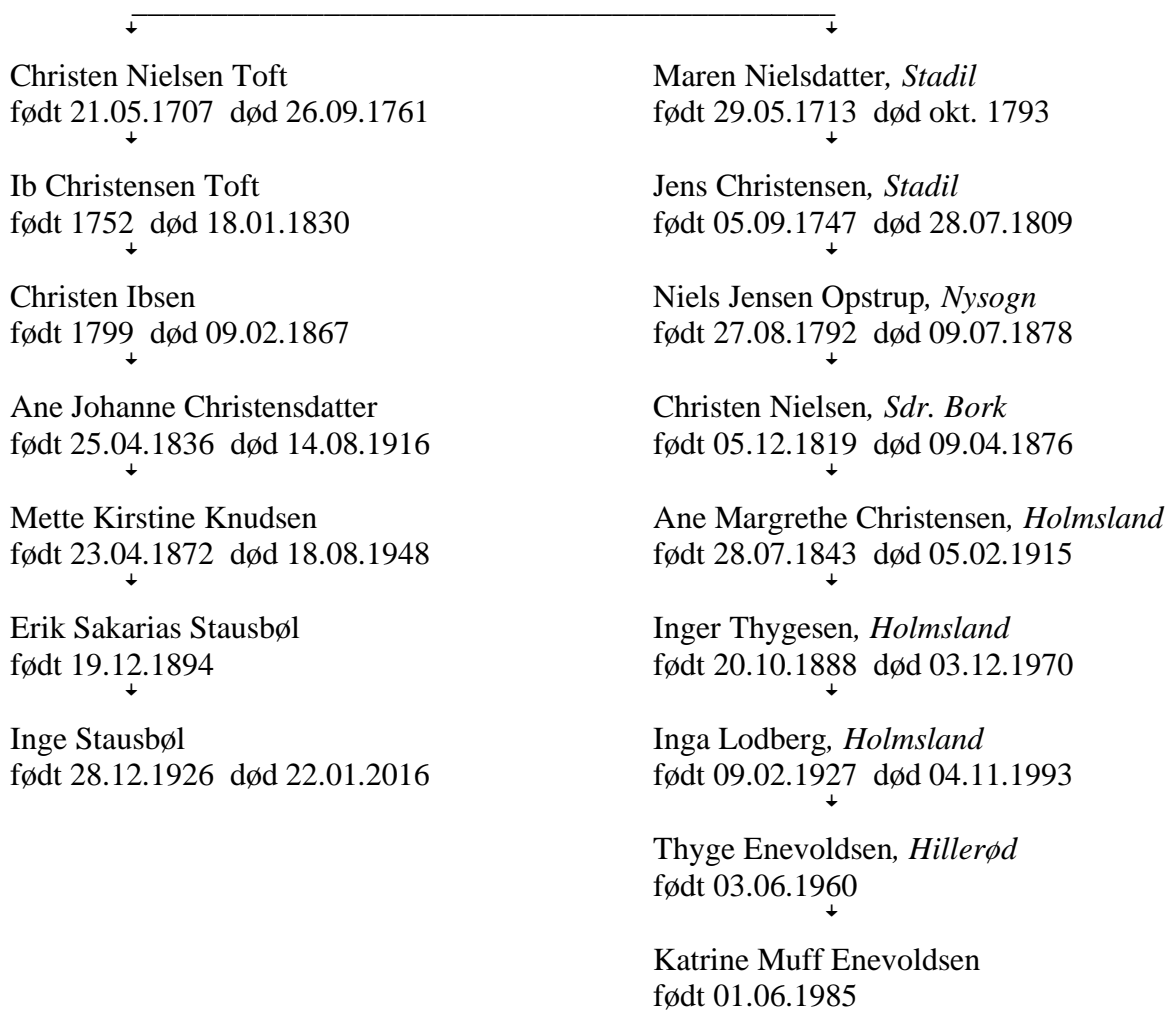 Christen Nielsen Toft
født 21.05.1707 død 26.09.1761
Ib Christensen Toft
født 1752 død 18.01.1830
Christen Ibsen
født 1799 død 09.02.1867
Ane Johanne Christensdatter
født 25.04.1836 død 14.08.1916
Mette Kirstine Knudsen
født 23.04.1872 død 18.08.1948
Erik Sakarias Stausbøl
født 19.12.1894
Inge Stausbøl
født 28.12.1926 død 22.01.2016
Maren Nielsdatter, Stadil
født 29.05.1713 død okt. 1793
Jens Christensen, Stadil
født 05.09.1747 død 28.07.1809
Niels Jensen Opstrup, Nysogn
født 27.08.1792 død 09.07.1878
Christen Nielsen, Sdr. Bork
født 05.12.1819 død 09.04.1876
Ane Margrethe Christensen, Holmsland
født 28.07.1843 død 05.02.1915
Inger Thygesen, Holmsland
født 20.10.1888 død 03.12.1970
Inga Lodberg, Holmsland
født 09.02.1927 død 04.11.1993
Thyge Enevoldsen, Hillerød
født 03.06.1960
Katrine Muff Enevoldsen
født 01.06.1985